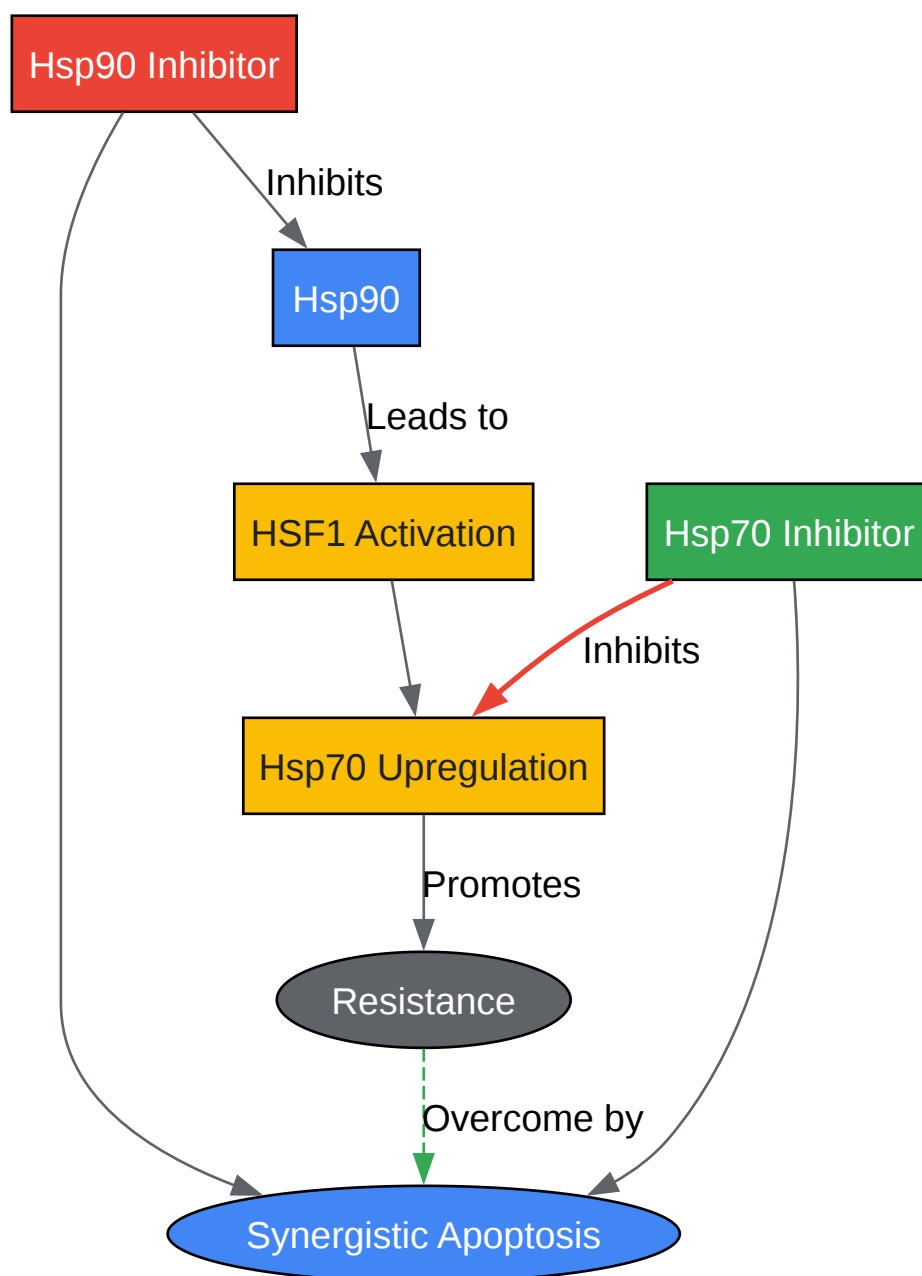 Hsp90 Inhibitor
Inhibits
Hsp90
Leads to
HSF1 Activation
Hsp70 Inhibitor
Inhibits
Hsp70 Upregulation
Promotes
Resistance
Overcome by
Synergistic Apoptosis